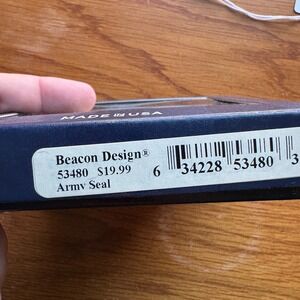 MADE IN USA
Beacon Design®
53480 $19.99
Army Seal
6 34228 53480 3